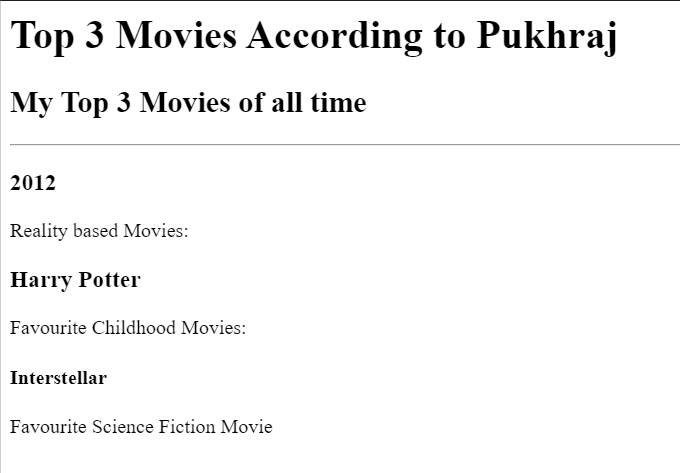 Top 3 Movies According to Pukhraj
My Top 3 Movies of all time
2012
Reality based Movies:
Harry Potter
Favourite Childhood Movies:
Interstellar
Favourite Science Fiction Movie